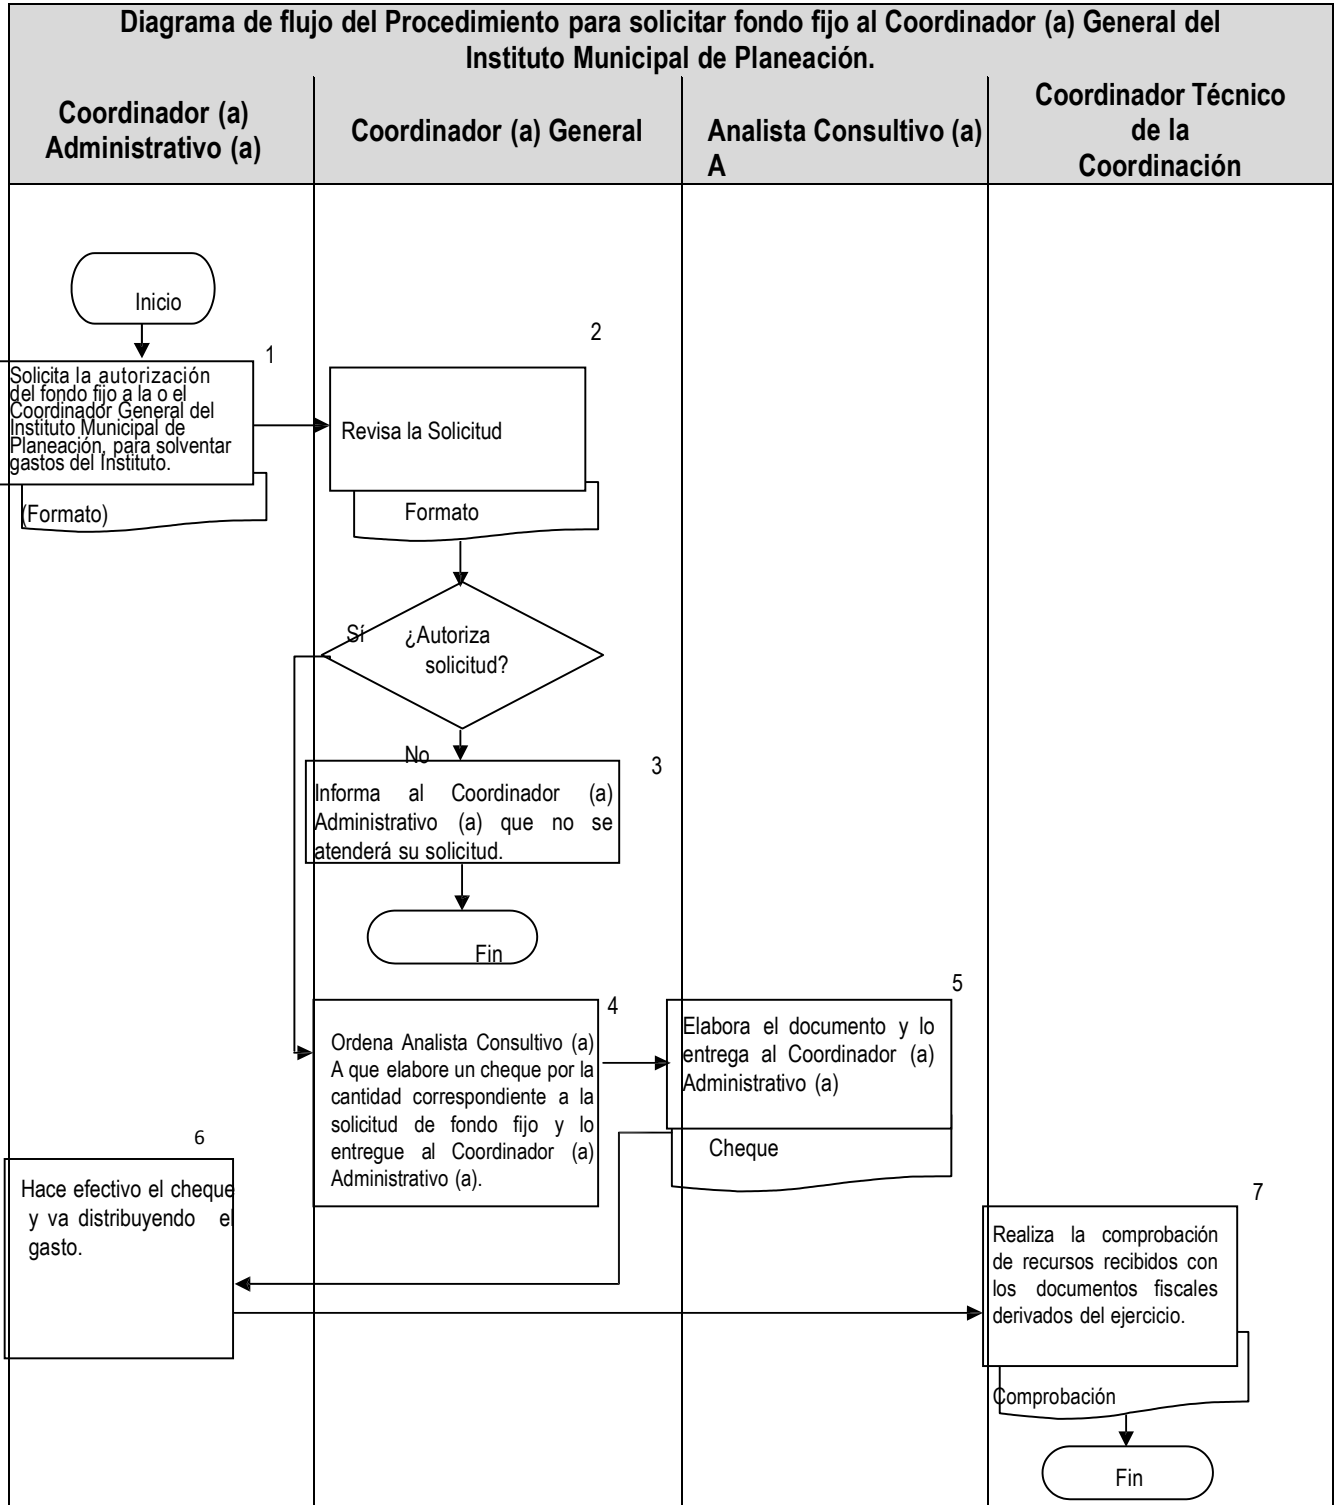 Diagrama de flujo del Procedimiento para solicitar fondo fijo al Coordinador (a) General del
Instituto Municipal de Planeación.
Coordinador (a)
Administrativo (a)
Coordinador (a) General
Analista Consultivo (a)
A
Coordinador Técnico
de la
Coordinación
Inicio
1
Solicita la autorización
del fondo fijo a la o el
Coordinador General del
Instituto Municipal de
Planeación, para solventar
gastos del Instituto.
(Formato)
2
Revisa la Solicitud
Formato
Sí
¿Autoriza
solicitud?
No
3
Informa al Coordinador (a)
Administrativo (a) que no se
atenderá su solicitud.
Fin
4
Ordena Analista Consultivo (a)
A que elabore un cheque por la
cantidad correspondiente a la
solicitud de fondo fijo y lo
entregue al Coordinador (a)
Administrativo (a).
5
Elabora el documento y lo
entrega al Coordinador (a)
Administrativo (a)
Cheque
6
Hace efectivo el cheque
y va distribuyendo el
gasto.
7
Realiza la comprobación
de recursos recibidos con
los documentos fiscales
derivados del ejercicio.
Comprobación
Fin